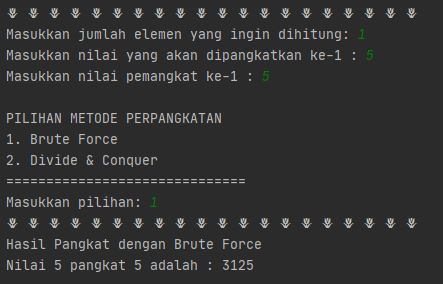 Masukkan jumlah elemen yang ingin dihitung: 1
Masukkan nilai yang akan dipangkatkan ke-1 : 5
Masukkan nilai pemangkat ke-1 : 5
PILIHAN METODE PERPANGKATAN
1. Brute Force
2. Divide & Conquer
==============================
Masukkan pilihan: 1
Hasil Pangkat dengan Brute Force
Nilai 5 pangkat 5 adalah : 3125